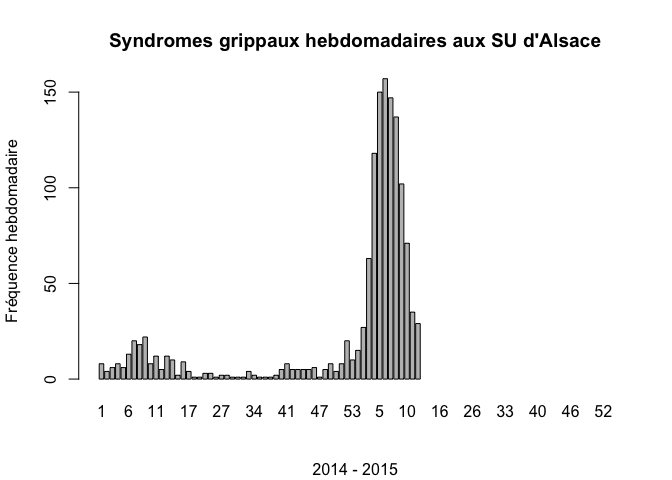 Syndromes grippaux hebdomadaires aux SU d'Alsace
Fréquence hebdomadaire
150
100
50
0
1 6 11 17 27 34 41 47 53 5 10 16 26 33 40 46 52
2014 - 2015